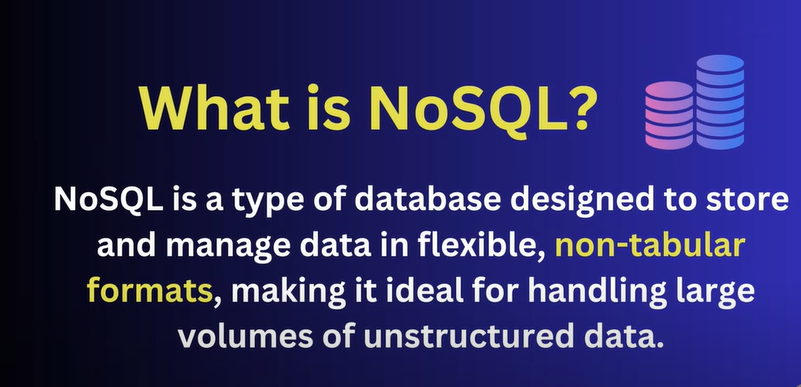 What is NoSQL?
NoSQL is a type of database designed to store
and manage data in flexible, non-tabular
formats, making it ideal for handling large
volumes of unstructured data.